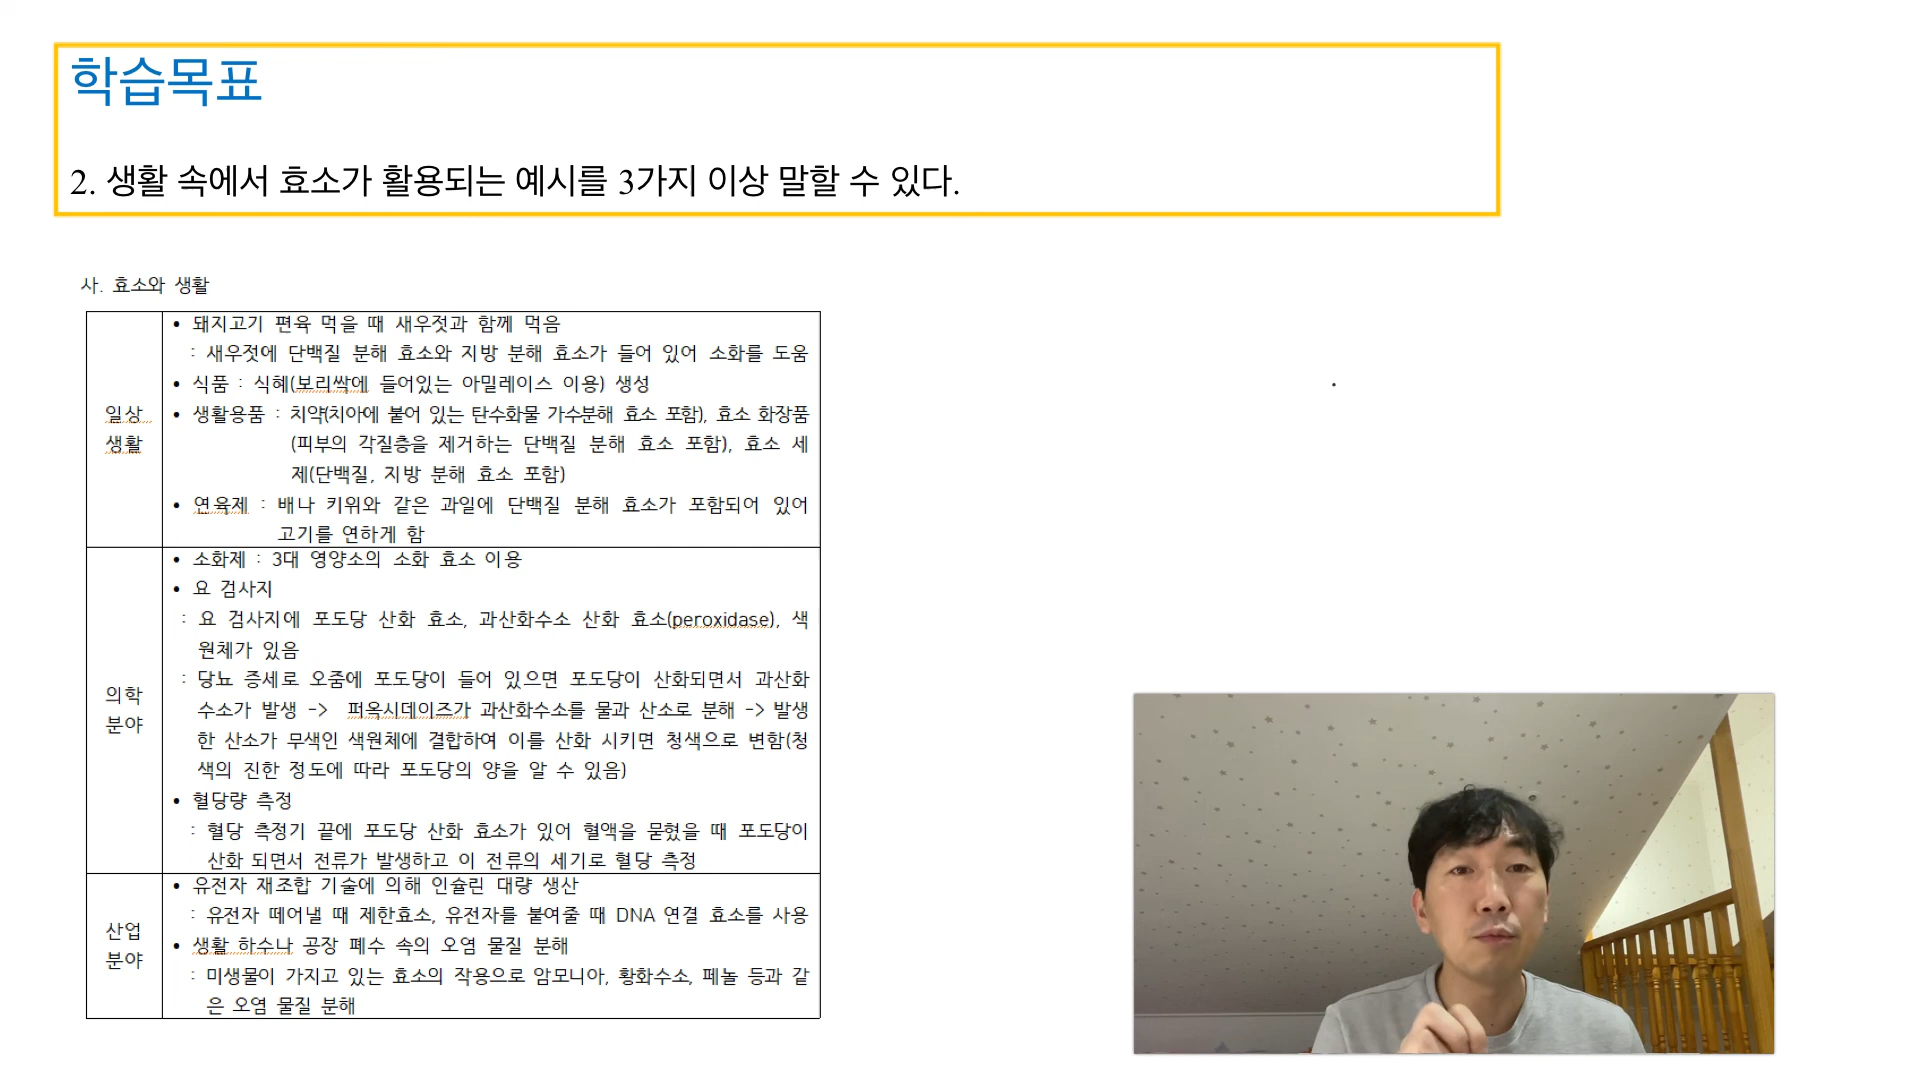 학습목표
2. 생활 속에서 효소가 활용되는 예시를 3가지 이상 말할 수 있다.
사. 효소와 생활
일상
생활
• 돼지고기 편육 먹을 때 새우젓과 함께 먹음
: 새우젓에 단백질 분해 효소와 지방 분해 효소가 들어 있어 소화를 도움
• 식품 : 식혜(보리싹에 들어있는 아밀레이스 이용) 생성
• 생활용품 : 치약(치아에 붙어 있는 탄수화물 가수분해 효소 포함), 효소 화장품
(피부의 각질층을 제거하는 단백질 분해 효소 포함), 효소 세
제(단백질, 지방 분해 효소 포함)
• 연육제 : 배나 키위와 같은 과일에 단백질 분해 효소가 포함되어 있어
고기를 연하게 함
의학
분야
• 소화제 : 3대 영양소의 소화 효소 이용
• 요 검사지
: 요 검사지에 포도당 산화 효소, 과산화수소 산화 효소(peroxidase), 색
원체가 있음
: 당뇨 증세로 오줌에 포도당이 들어 있으면 포도당이 산화되면서 과산화
수소가 발생 -> 퍼옥시데이즈가 과산화수소를 물과 산소로 분해 -> 발생
한 산소가 무색인 색원체에 결합하여 이를 산화 시키면 청색으로 변함(청
색의 진한 정도에 따라 포도당의 양을 알 수 있음)
• 혈당량 측정
: 혈당 측정기 끝에 포도당 산화 효소가 있어 혈액을 묻혔을 때 포도당이
산화 되면서 전류가 발생하고 이 전류의 세기로 혈당 측정
산업
분야
• 유전자 재조합 기술에 의해 인슐린 대량 생산
: 유전자 떼어낼 때 제한효소, 유전자를 붙여줄 때 DNA 연결 효소를 사용
• 생활 하수나 공장 폐수 속의 오염 물질 분해
: 미생물이 가지고 있는 효소의 작용으로 암모니아, 황화수소, 페놀 등과 같
은 오염 물질 분해